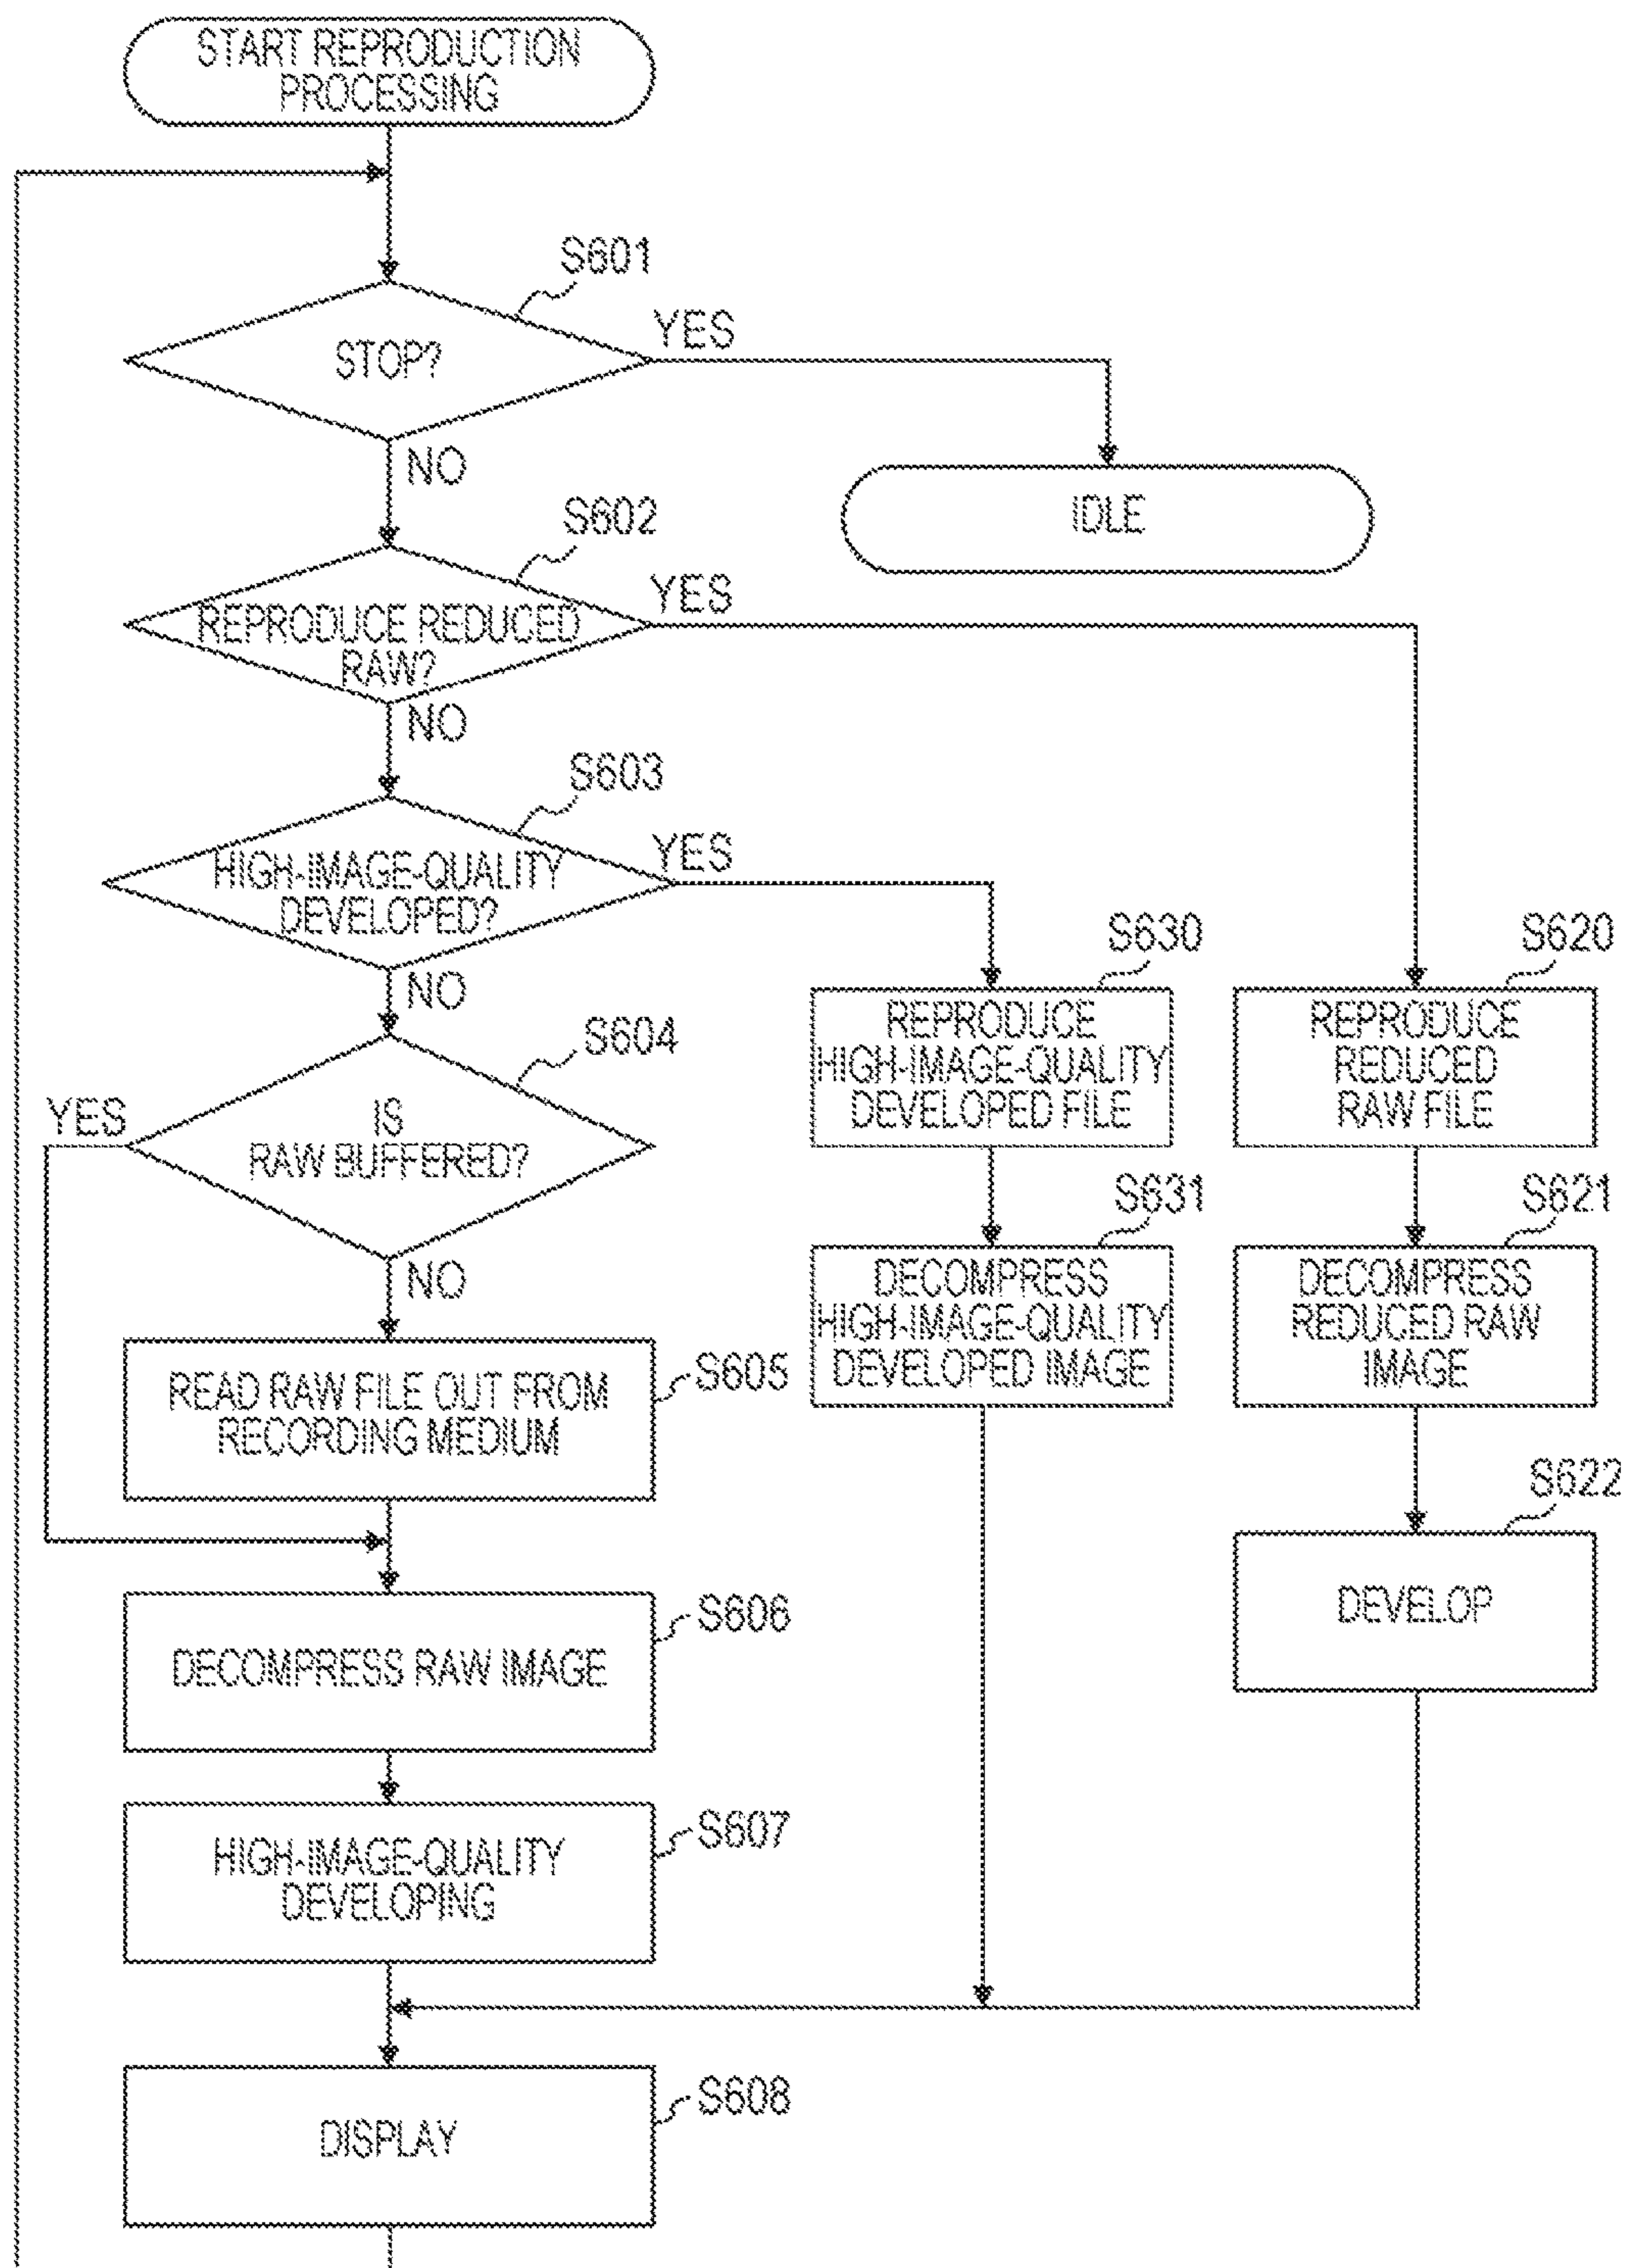 START REPRODUCTION
PROCESSING
S601
STOP?
YES
NO
IDLE
S602
REPRODUCE REDUCED
RAW?
YES
NO
S603
HIGH-IMAGE-QUALITY
DEVELOPED?
YES
NO
S604
IS
RAW BUFFERED?
YES
NO
S630
REPRODUCE
HIGH-IMAGE-QUALITY
DEVELOPED FILE
S620
REPRODUCE
REDUCED
RAW FILE
S631
DECOMPRESS
HIGH-IMAGE-QUALITY
DEVELOPED IMAGE
S621
DECOMPRESS
REDUCED RAW
IMAGE
READ RAW FILE OUT FROM
RECORDING MEDIUM
S605
S622
DEVELOP
DECOMPRESS RAW IMAGE
S606
HIGH-IMAGE-QUALITY
DEVELOPING
S607
DISPLAY
S608